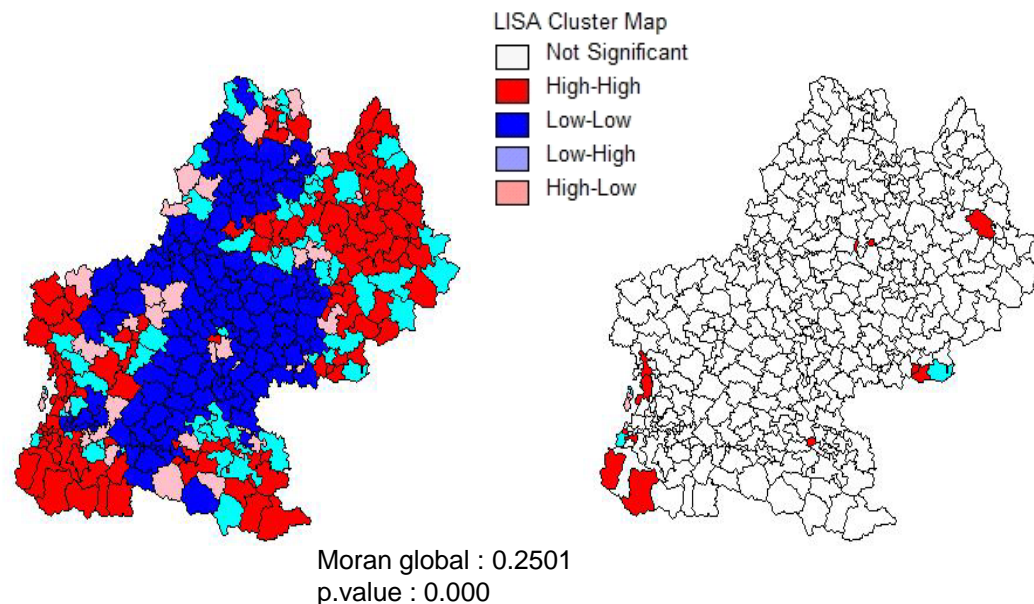 LISA Cluster Map
Not Significant
High-High
Low-Low
Low-High
High-Low
Moran global : 0.2501
p.value : 0.000